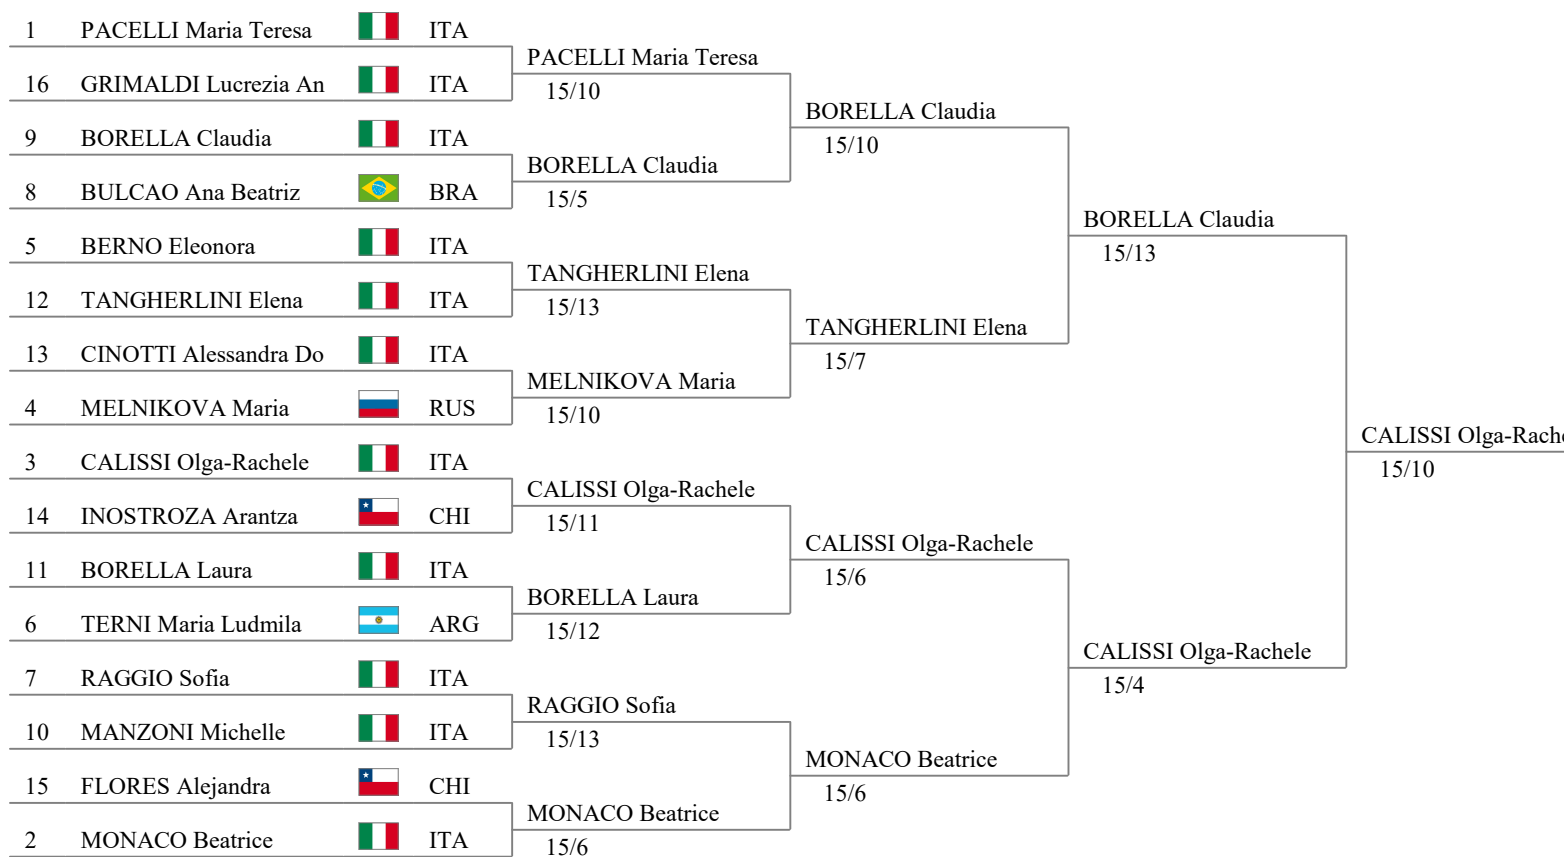 1 PACELLI Maria Teresa ITA
16 GRIMALDI Lucrezia An ITA
9 BORELLA Claudia ITA
8 BULCAO Ana Beatriz BRA
5 BERNO Eleonora ITA
12 TANGHERLINI Elena ITA
13 CINOTTI Alessandra Do ITA
4 MELNIKOVA Maria RUS
3 CALISSI Olga-Rachele ITA
14 INOSTROZA Arantza CHI
11 BORELLA Laura ITA
6 TERNI Maria Ludmila ARG
7 RAGGIO Sofia ITA
10 MANZONI Michelle ITA
15 FLORES Alejandra CHI
2 MONACO Beatrice ITA
PACELLI Maria Teresa
15/10
BORELLA Claudia
15/5
TANGHERLINI Elena
15/13
MELNIKOVA Maria
15/10
CALISSI Olga-Rachele
15/11
BORELLA Laura
15/12
RAGGIO Sofia
15/13
MONACO Beatrice
15/6
BORELLA Claudia
15/10
TANGHERLINI Elena
15/7
CALISSI Olga-Rachele
15/6
MONACO Beatrice
15/6
BORELLA Claudia
15/13
CALISSI Olga-Rachele
15/4
CALISSI Olga-Rache
15/10